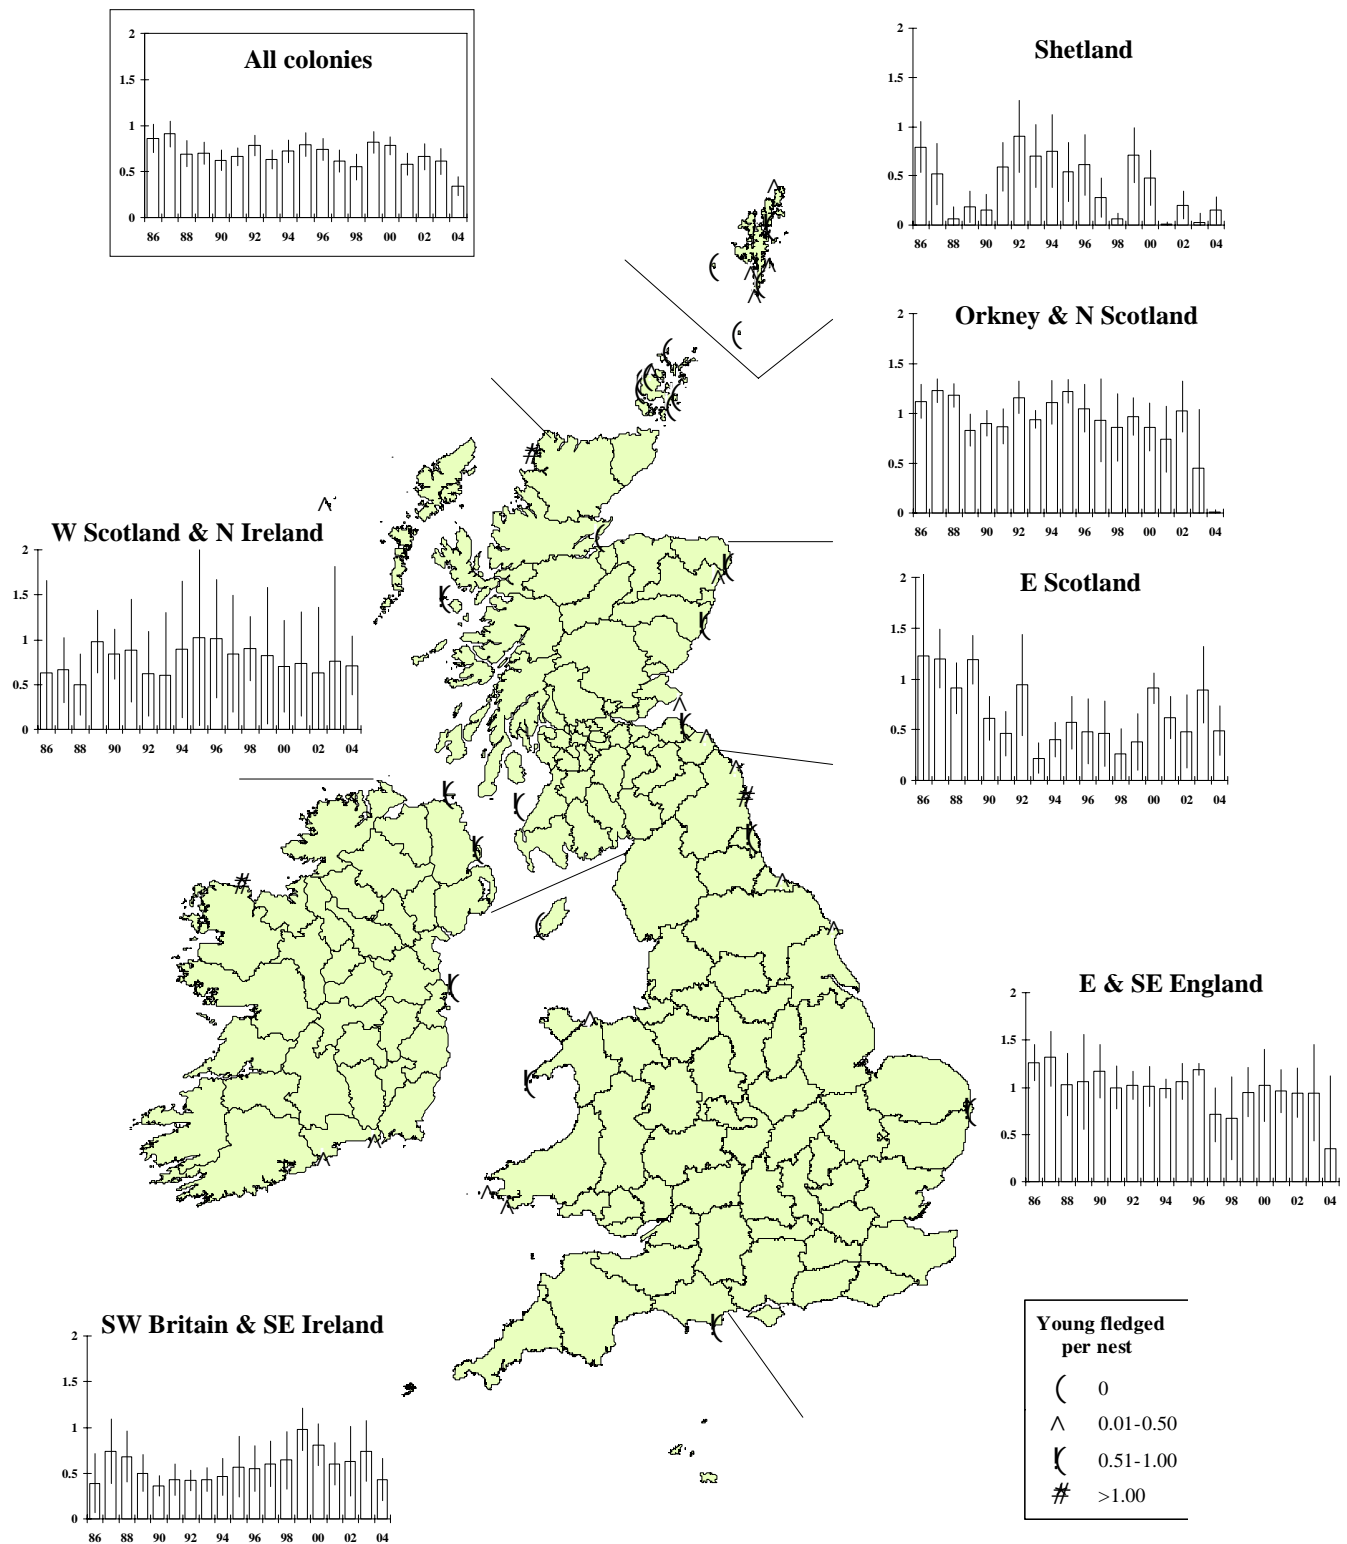 All colonies
2
1.5
1
0.5
0
86 88 90 92 94 96 98 00 02 04
Shetland
2
1.5
1
0.5
0
86 88 90 92 94 96 98 00 02 04
Orkney & N Scotland
2
1.5
1
0.5
0
86 88 90 92 94 96 98 00 02 04
W Scotland & N Ireland
2
1.5
1
0.5
0
86 88 90 92 94 96 98 00 02 04
E Scotland
2
1.5
1
0.5
0
86 88 90 92 94 96 98 00 02 04
E & SE England
2
1.5
1
0.5
0
86 88 90 92 94 96 98 00 02 04
SW Britain & SE Ireland
2
1.5
1
0.5
0
86 88 90 92 94 96 98 00 02 04
Young fledged
per nest
( 0
^ 0.01-0.50
!( 0.51-1.00
# >1.00